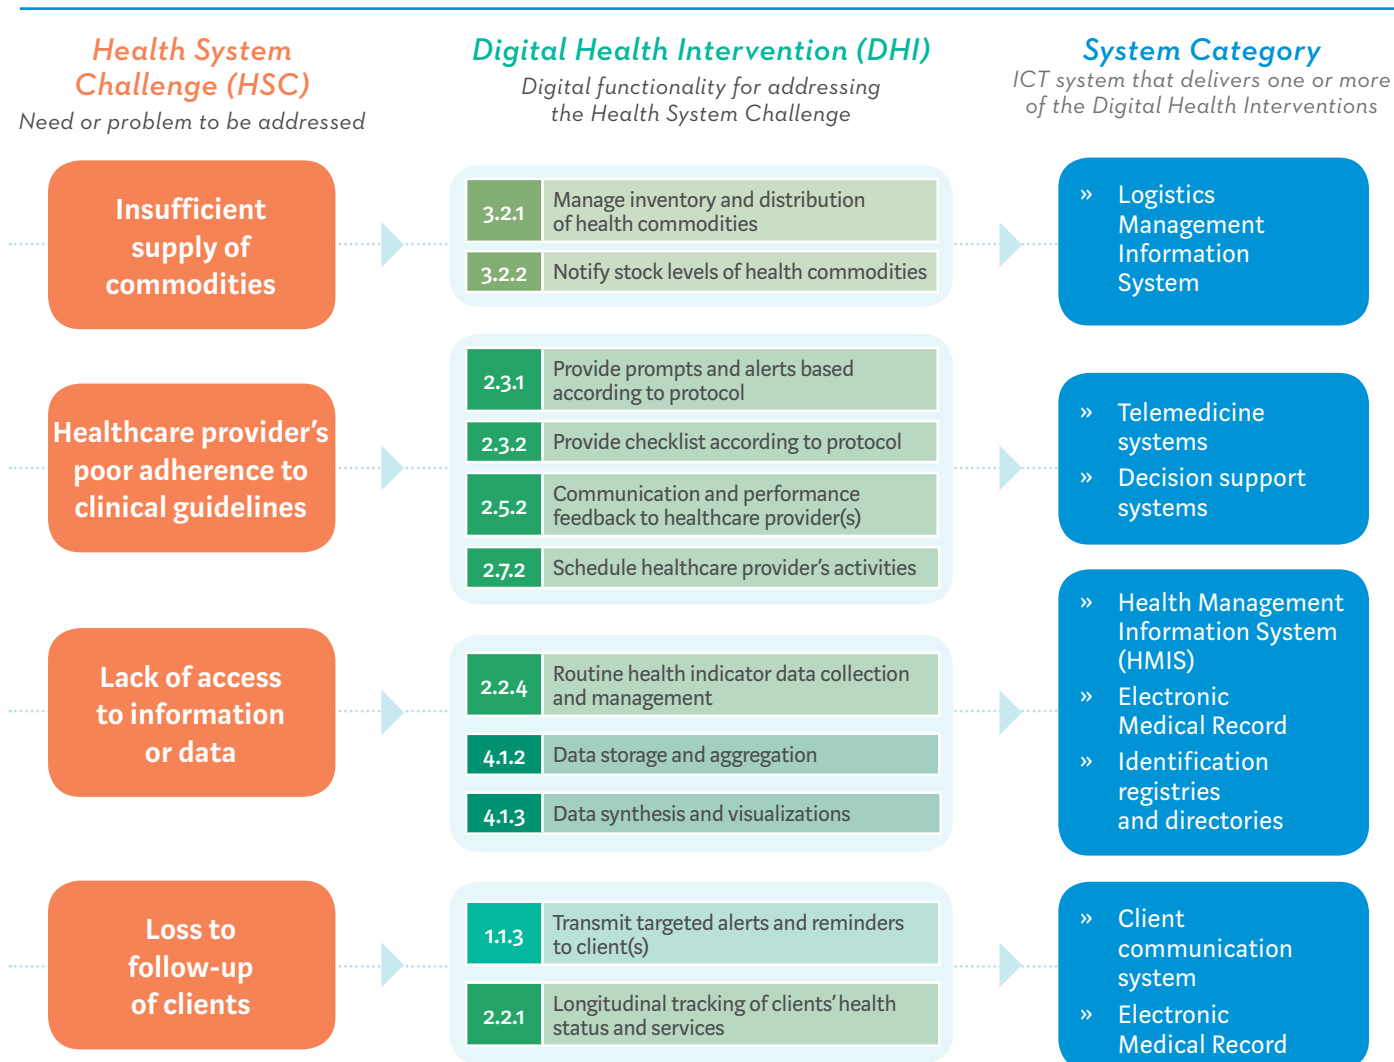 Health System
Challenge (HSC)
Need or problem to be addressed
Digital Health Intervention (DHI)
Digital functionality for addressing
the Health System Challenge
System Category
ICT system that delivers one or more
of the Digital Health Interventions
Insufficient
supply of
commodities
3.2.1
Manage inventory and distribution
of health commodities
3.2.2
Notify stock levels of health commodities
» Logistics
Management
Information
System
Healthcare provider's
poor adherence to
clinical guidelines
2.3.1
Provide prompts and alerts based
according to protocol
2.3.2
Provide checklist according to protocol
2.5.2
Communication and performance
feedback to healthcare provider(s)
2.7.2
Schedule healthcare provider's activities
» Telemedicine
systems
» Decision support
systems
Lack of access
to information
or data
2.2.4
Routine health indicator data collection
and management
4.1.2
Data storage and aggregation
4.1.3
Data synthesis and visualizations
» Health Management
Information System
(HMIS)
» Electronic
Medical Record
» Identification
registries
and directories
Loss to
follow-up
of clients
1.1.3
Transmit targeted alerts and reminders
to client(s)
2.2.1
Longitudinal tracking of clients' health
status and services
» Client
communication
system
» Electronic
Medical Record